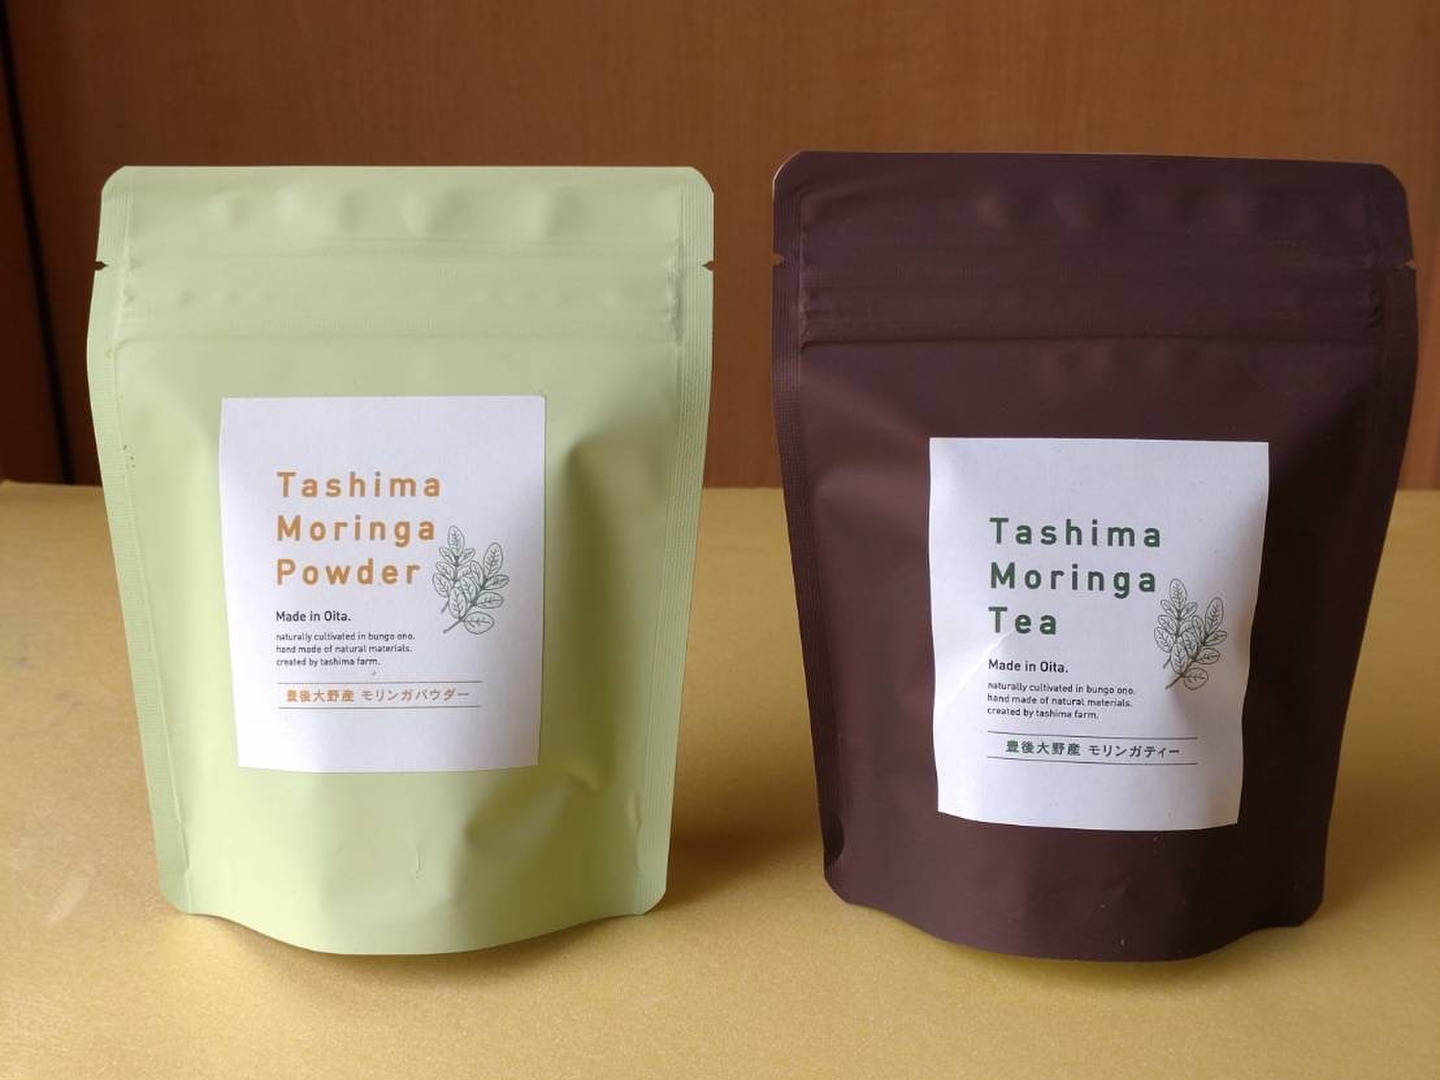 Tashima
Moringa
Powder
Made in Oita.
naturally cultivated in bungo ono.
hand made of natural materials.
created by tashima farm.
豊後大野産 モリンガパウダー
Tashima
Moringa
Tea
Made in Oita.
naturally cultivated in bungo ono.
hand made of natural materials.
created by tashima farm.
豊後大野産 モリンガティー